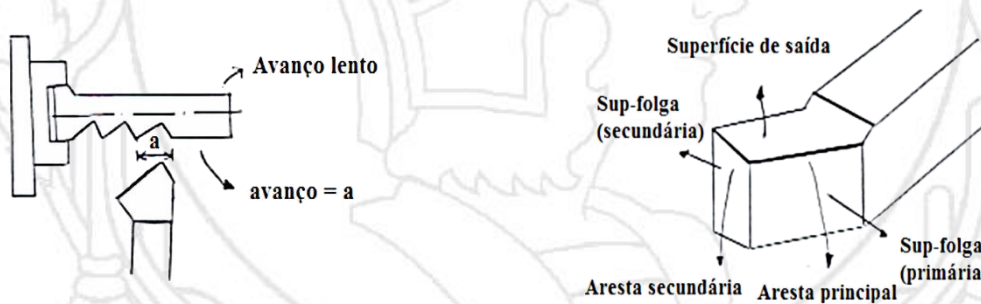 Avanço lento
a
avanço = a
Superfície de saída
Sup-folga
(secundária)
Sup-folga
(primária
Aresta secundária
Aresta principal